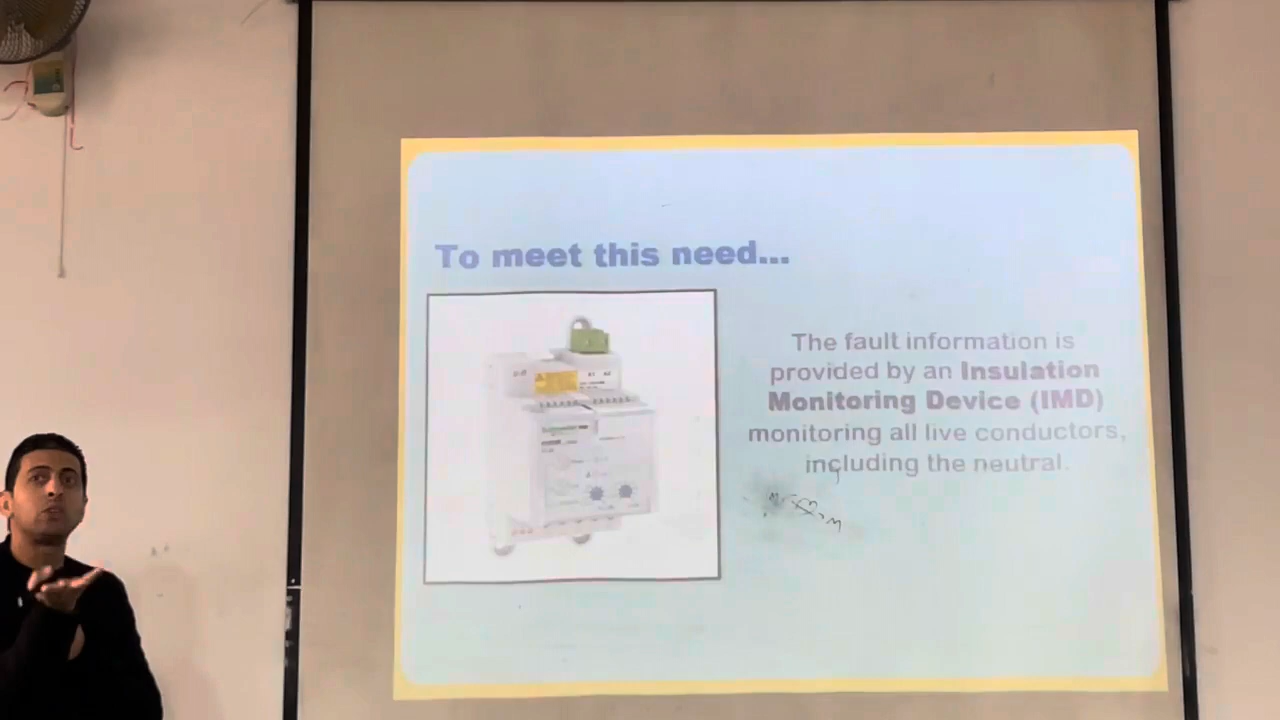 To meet this need...
The fault information is
provided by an Insulation
Monitoring Device (IMD)
monitoring all live conductors,
including the neutral.
Schneider